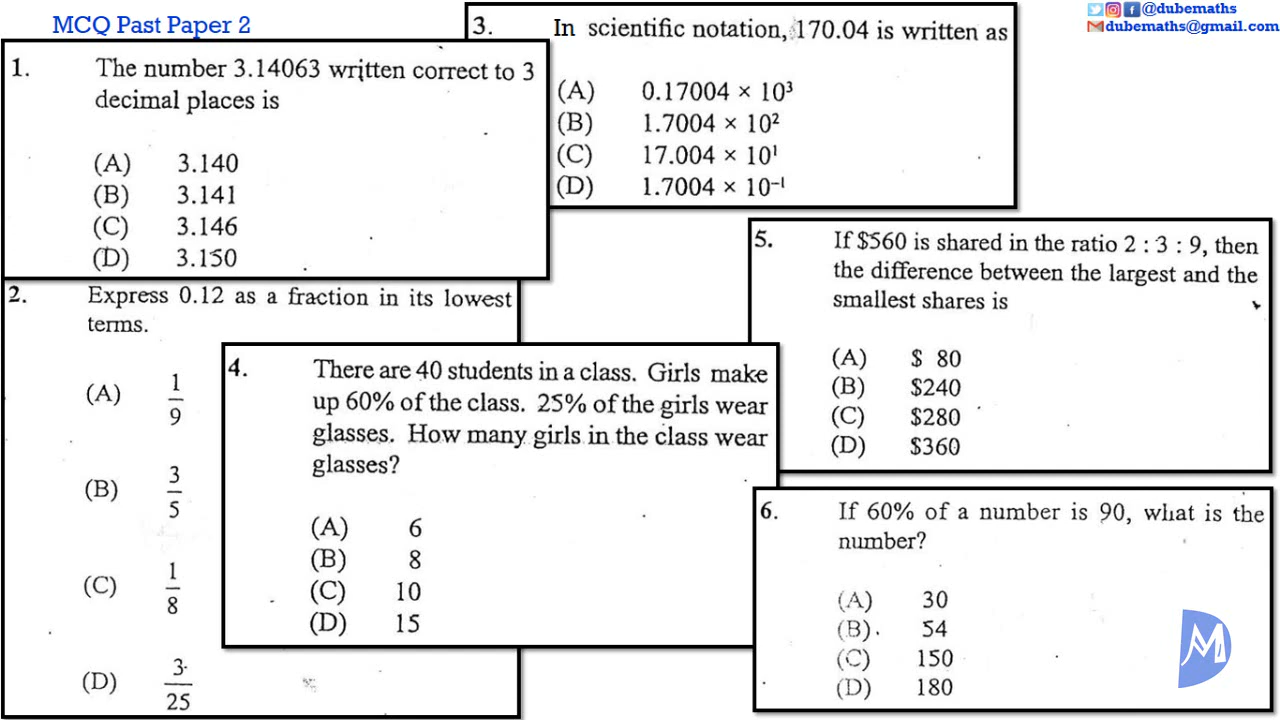 MCQ Past Paper 2
@dubemaths
dubemaths@gmail.com
1. The number 3.14063 written correct to 3
decimal places is
(A) 3.140
(B) 3.141
(C) 3.146
(D) 3.150
2. Express 0.12 as a fraction in its lowest
terms.
(A) 1/9
(B) 3/5
(C) 1/8
(D) 3/25
3. In scientific notation, 170.04 is written as
(A) 0.17004 × 10³
(B) 1.7004 × 10²
(C) 17.004 × 10¹
(D) 1.7004 × 10⁻¹
4. There are 40 students in a class. Girls make
up 60% of the class. 25% of the girls wear
glasses. How many girls in the class wear
glasses?
(A) 6
(B) 8
(C) 10
(D) 15
5. If $560 is shared in the ratio 2 : 3 : 9, then
the difference between the largest and the
smallest shares is
(A) $ 80
(B) $240
(C) $280
(D) $360
6. If 60% of a number is 90, what is the
number?
(A) 30
(B) 54
(C) 150
(D) 180
M